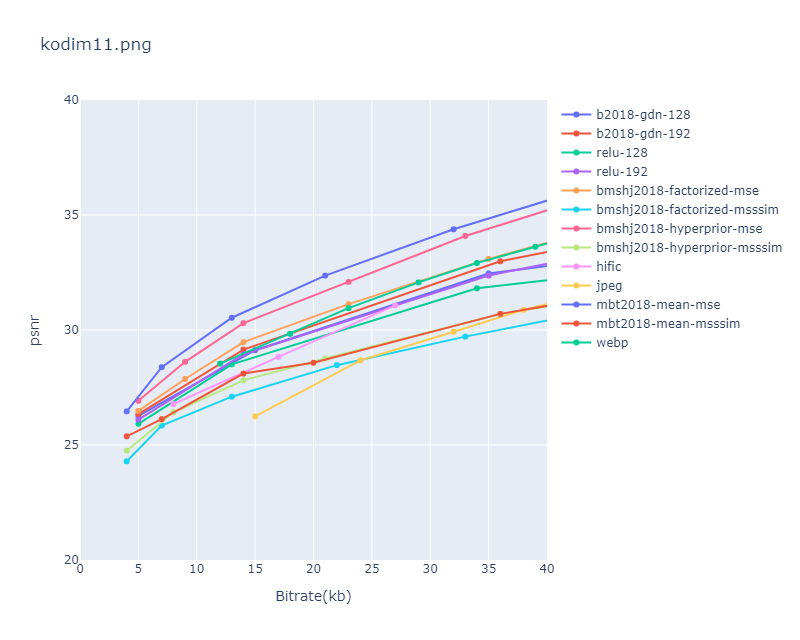 kodim11.png
40
35
30
25
20
psnr
0 5 10 15 20 25 30 35 40
Bitrate(kb)
b2018-gdn-128
b2018-gdn-192
relu-128
relu-192
bmshj2018-factorized-mse
bmshj2018-factorized-msssim
bmshj2018-hyperprior-mse
bmshj2018-hyperprior-msssim
hific
jpeg
mbt2018-mean-mse
mbt2018-mean-msssim
webp